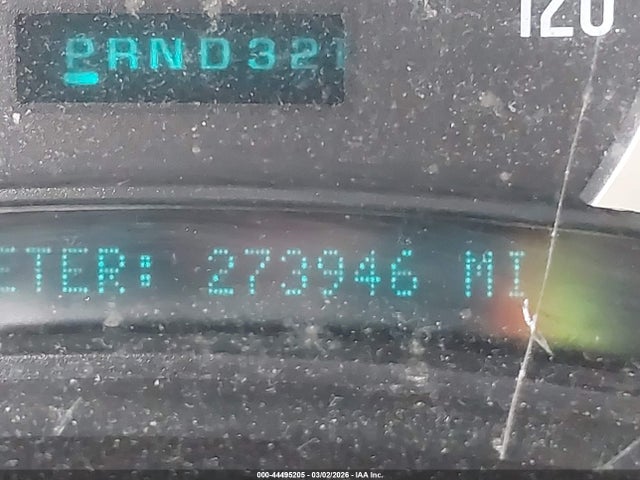 120
PRND321
ETER: 273946 MI
000-44495205 - 03/02/2026 - IAA Inc.